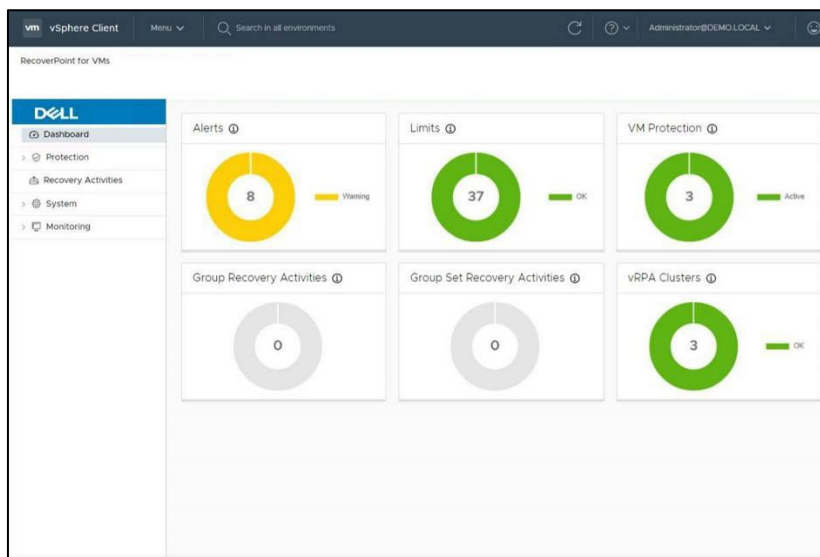 vm vSphere Client Menu Search in all environments Administrator@DEMO.LOCAL
RecoverPoint for VMs
DELL
Dashboard
Protection
Recovery Activities
System
Monitoring
Alerts
8
Warning
Limits
37
OK
VM Protection
3
Active
Group Recovery Activities
0
Group Set Recovery Activities
0
vRPA Clusters
3
OK